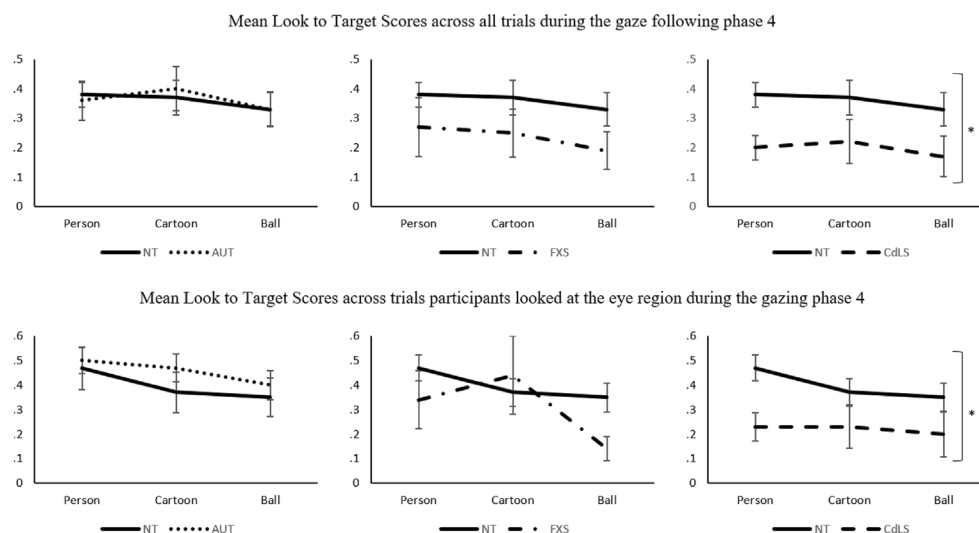 Mean Look to Target Scores across all trials during the gaze following phase 4
.5
.4
.3
.2
.1
0
Person Cartoon Ball
NT AUT
.5
.4
.3
.2
.1
0
Person Cartoon Ball
NT FXS
.5
.4
.3
.2
.1
0
*
Person Cartoon Ball
NT CdLS
Mean Look to Target Scores across trials participants looked at the eye region during the gazing phase 4
.6
.5
.4
.3
.2
.1
0
Person Cartoon Ball
NT AUT
.6
.5
.4
.3
.2
.1
0
Person Cartoon Ball
NT FXS
.6
.5
.4
.3
.2
.1
0
*
Person Cartoon Ball
NT CdLS